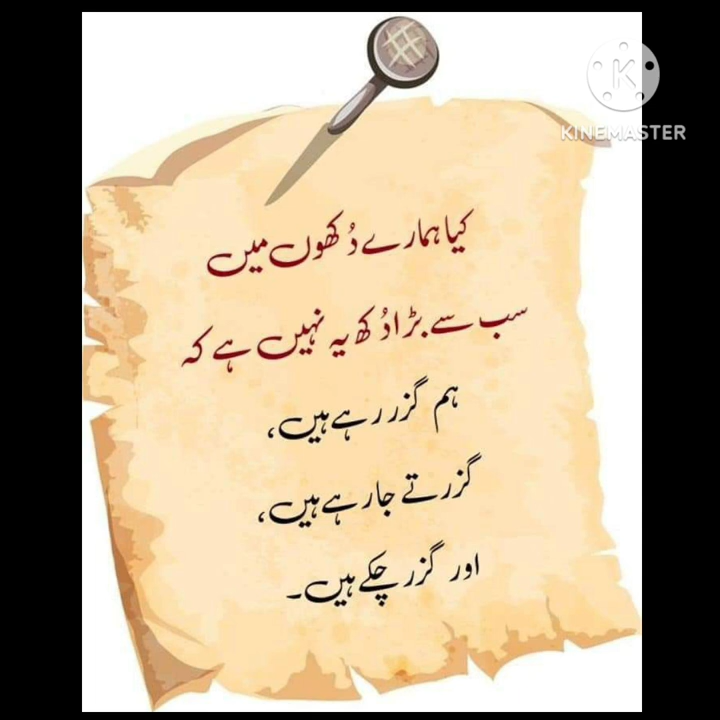 KINEMASTER
کیا ہمارے دُکھوں میں
سب سے بڑا دُکھ یہ نہیں ہے کہ
ہم گزر رہے ہیں،
گزرتے جا رہے ہیں،
اور گزر چکے ہیں۔